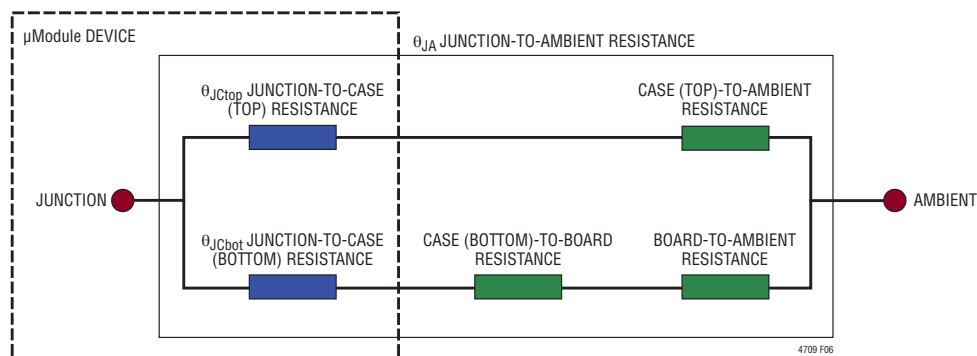 µModule DEVICE
θJA JUNCTION-TO-AMBIENT RESISTANCE
θJCtop JUNCTION-TO-CASE
(TOP) RESISTANCE
CASE (TOP)-TO-AMBIENT
RESISTANCE
JUNCTION
AMBIENT
θJCbot JUNCTION-TO-CASE
(BOTTOM) RESISTANCE
CASE (BOTTOM)-TO-BOARD
RESISTANCE
BOARD-TO-AMBIENT
RESISTANCE
4709 F06